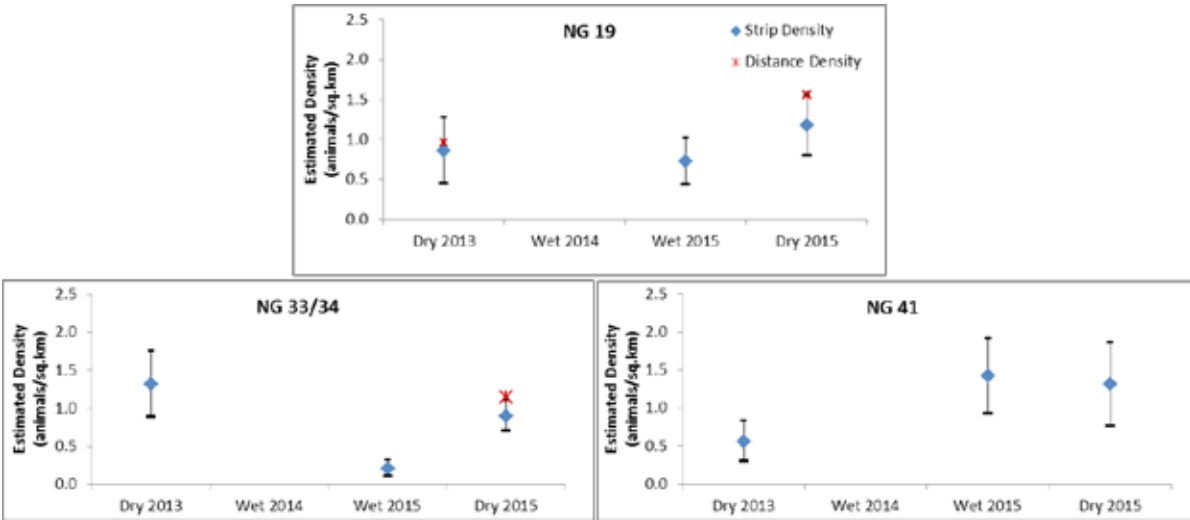 NG 19
Strip Density
Distance Density
Estimated Density
(animals/sq.km)
2.5
2.0
1.5
1.0
0.5
0.0
Dry 2013 Wet 2014 Wet 2015 Dry 2015
NG 33/34
Estimated Density
(animals/sq.km)
2.5
2.0
1.5
1.0
0.5
0.0
Dry 2013 Wet 2014 Wet 2015 Dry 2015
NG 41
Estimated Density
(animals/sq.km)
2.5
2.0
1.5
1.0
0.5
0.0
Dry 2013 Wet 2014 Wet 2015 Dry 2015